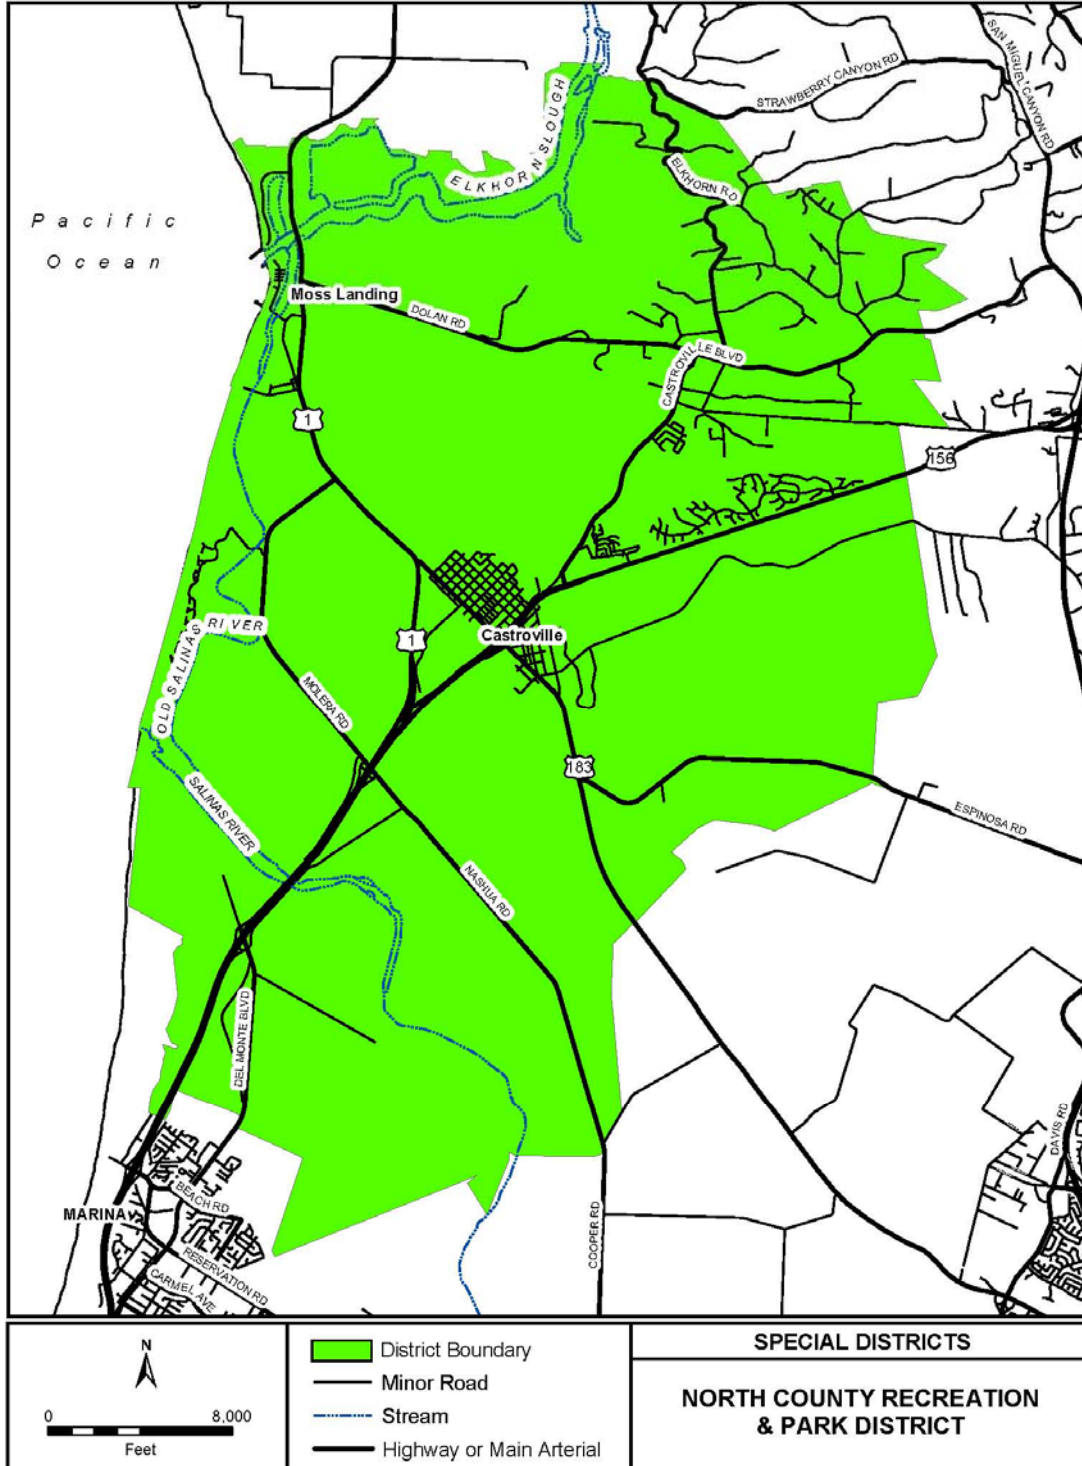 STRAWBERRY CANYON RD
SAN MIGUEL CANYON RD
ELKHORN SLOUGH
ELKHORN RD
Pacific
Ocean
Moss Landing
DOLAN RD
CASTROVILLE BLVD
1
156
OLD SALINAS RIVER
1
Castroville
MOLERA RD
183
SALINAS RIVER
ESPINOSA RD
NASHUA RD
DEL MONTE BLVD
DAVIS RD
BEACH RD
MARINA
COOPER RD
RESERVATION RD
CARMEL AVE
N
0 8,000
Feet
District Boundary
Minor Road
Stream
Highway or Main Arterial
SPECIAL DISTRICTS
NORTH COUNTY RECREATION
& PARK DISTRICT